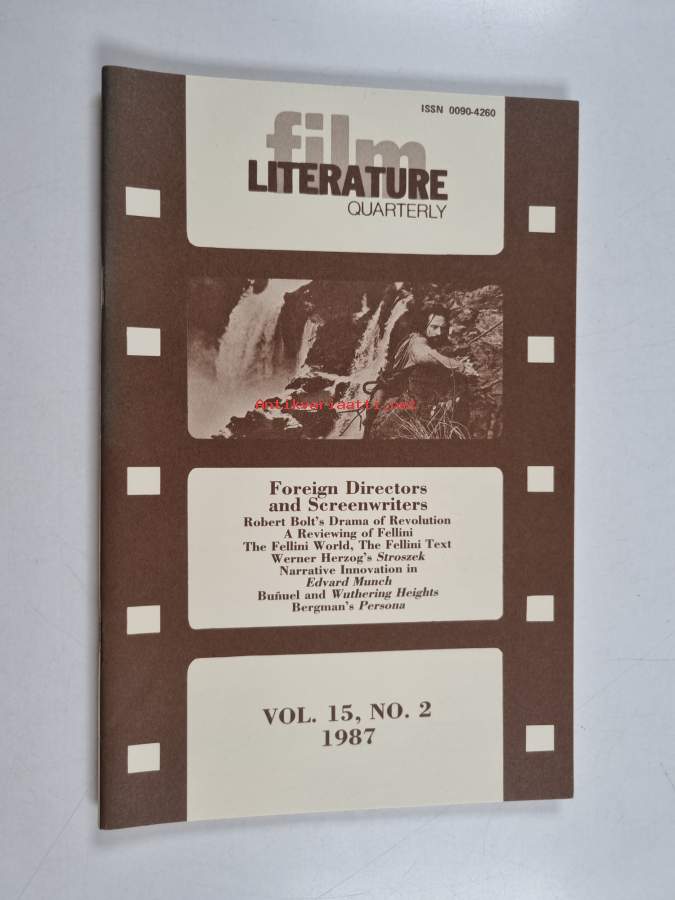 ISSN 0090-4260
film
LITERATURE
QUARTERLY
Antikvariaatti.net
Foreign Directors
and Screenwriters
Robert Bolt's Drama of Revolution
A Reviewing of Fellini
The Fellini World, The Fellini Text
Werner Herzog's Stroszek
Narrative Innovation in
Edvard Munch
Buñuel and Wuthering Heights
Bergman's Persona
VOL. 15, NO. 2
1987